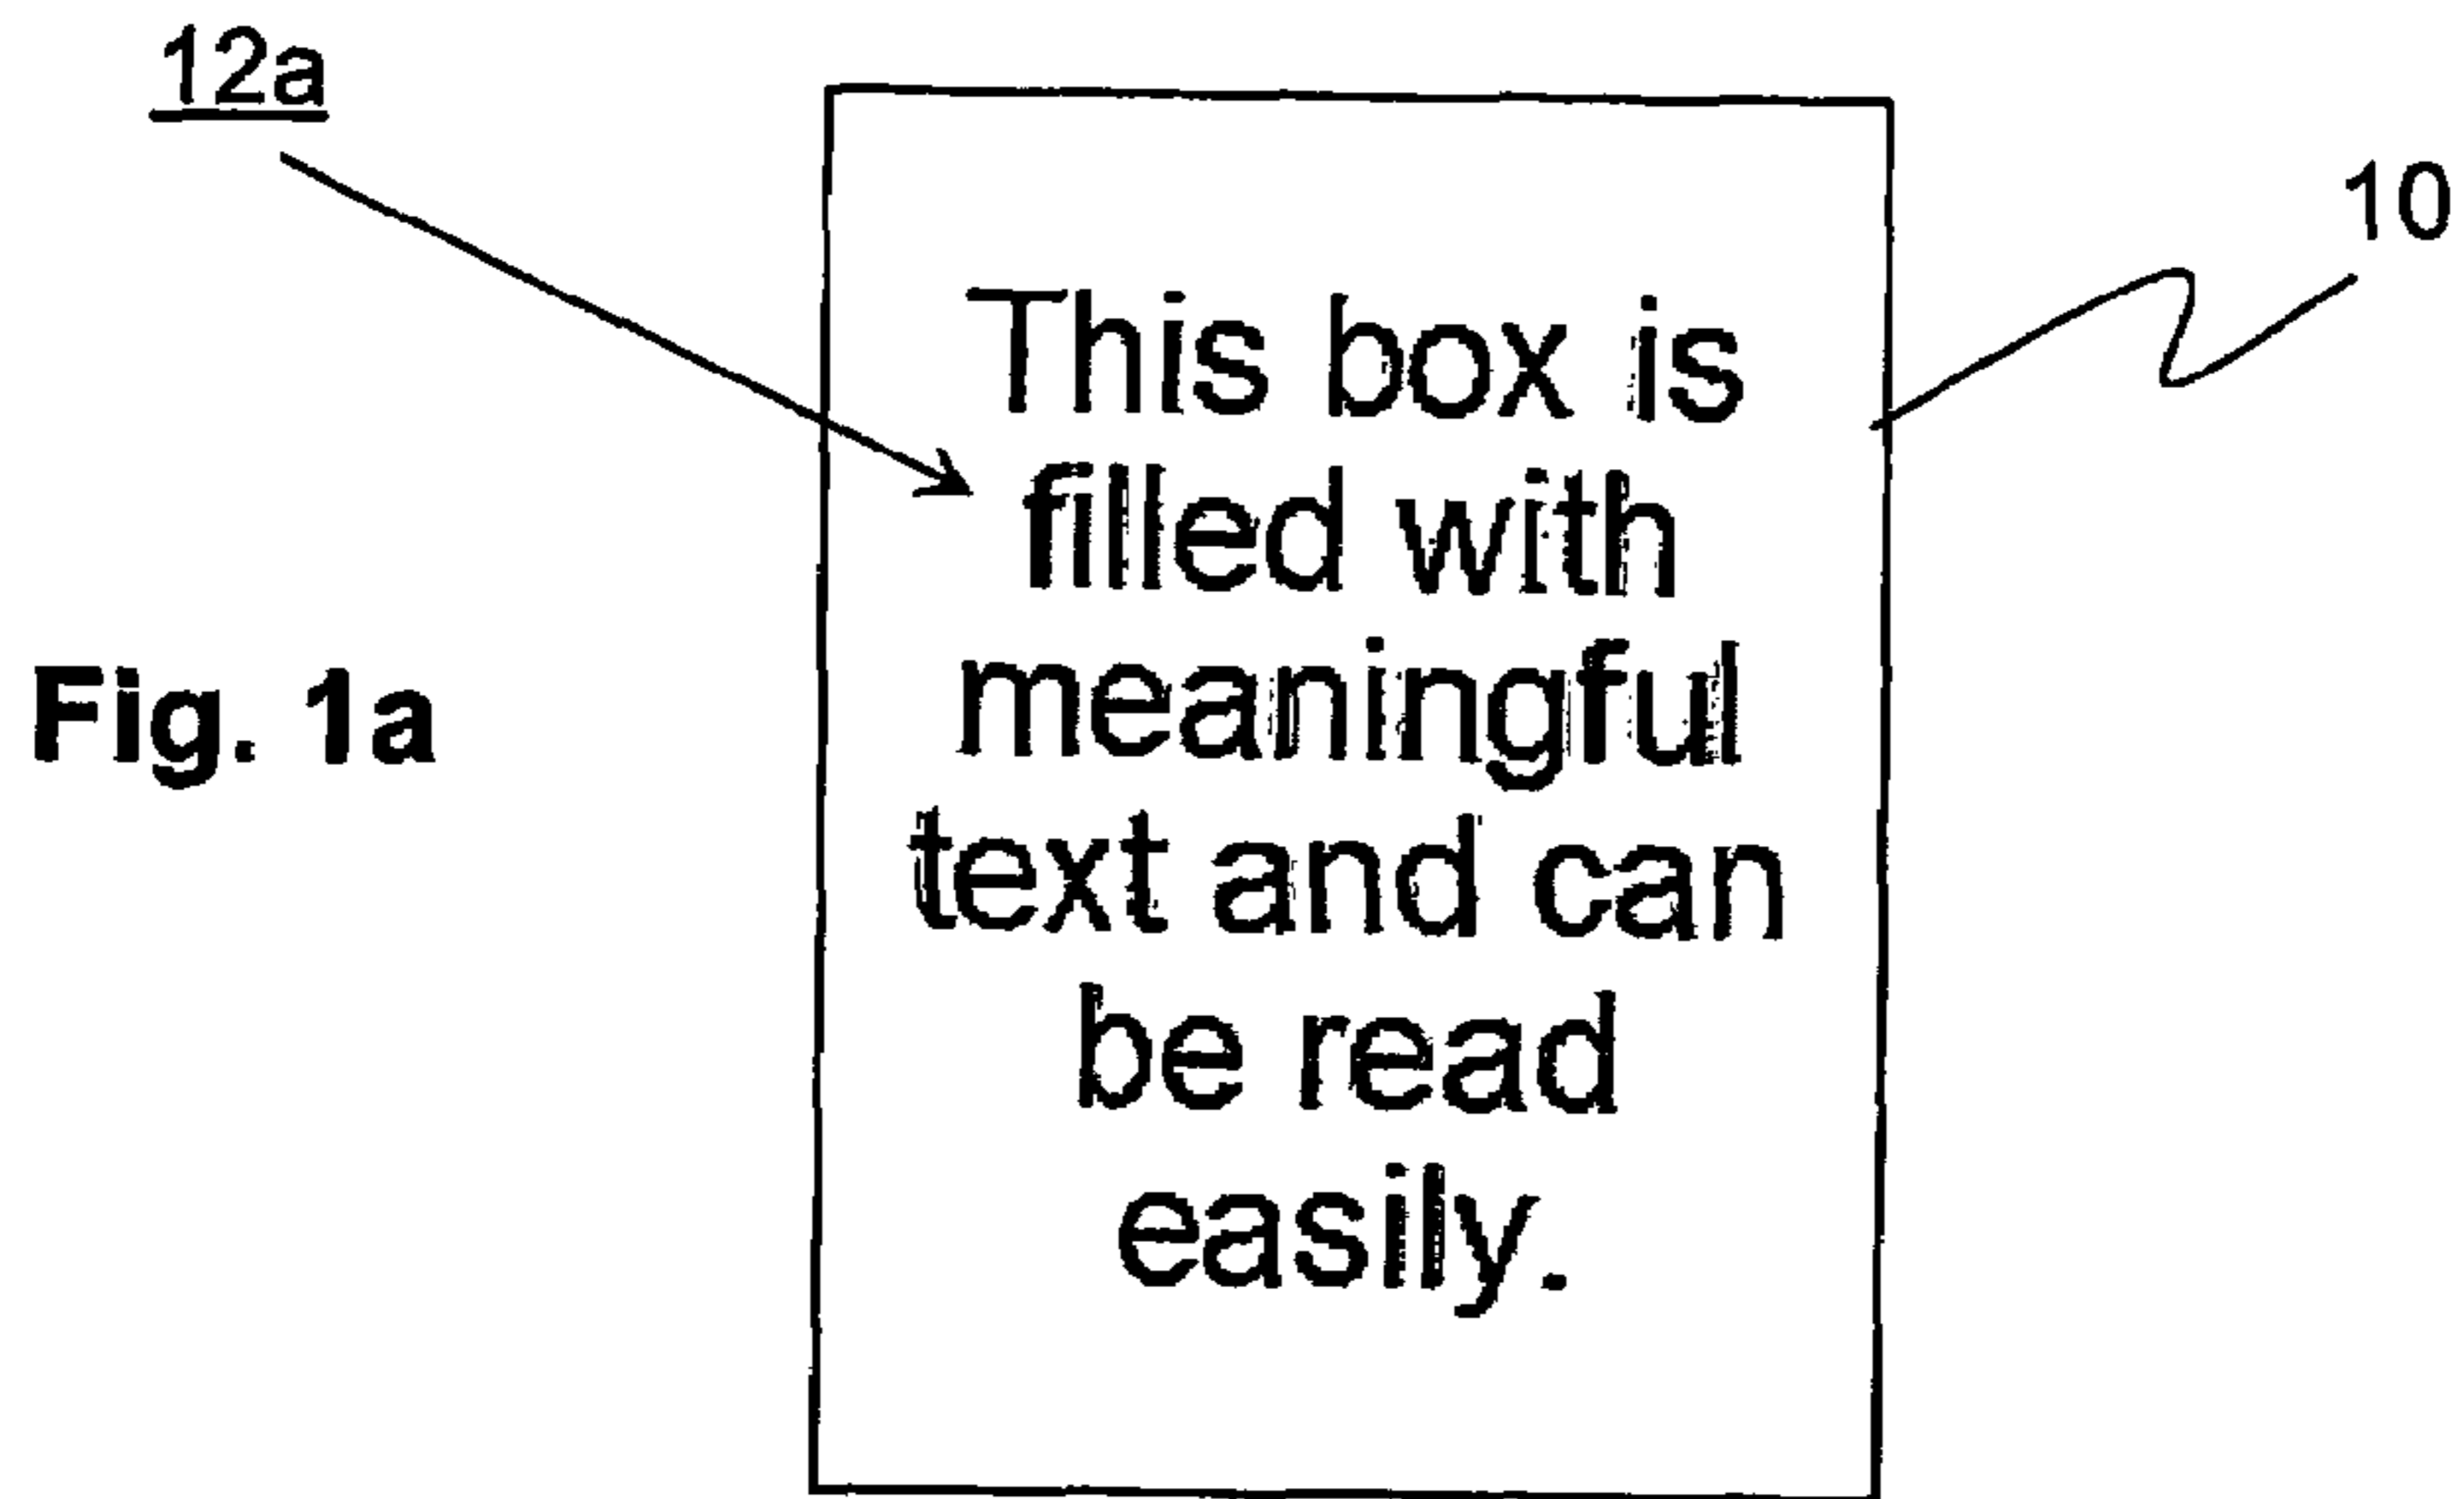 12a
10
This box is
filled with
meaningful
text and can
be read
easily.
Fig. 1a